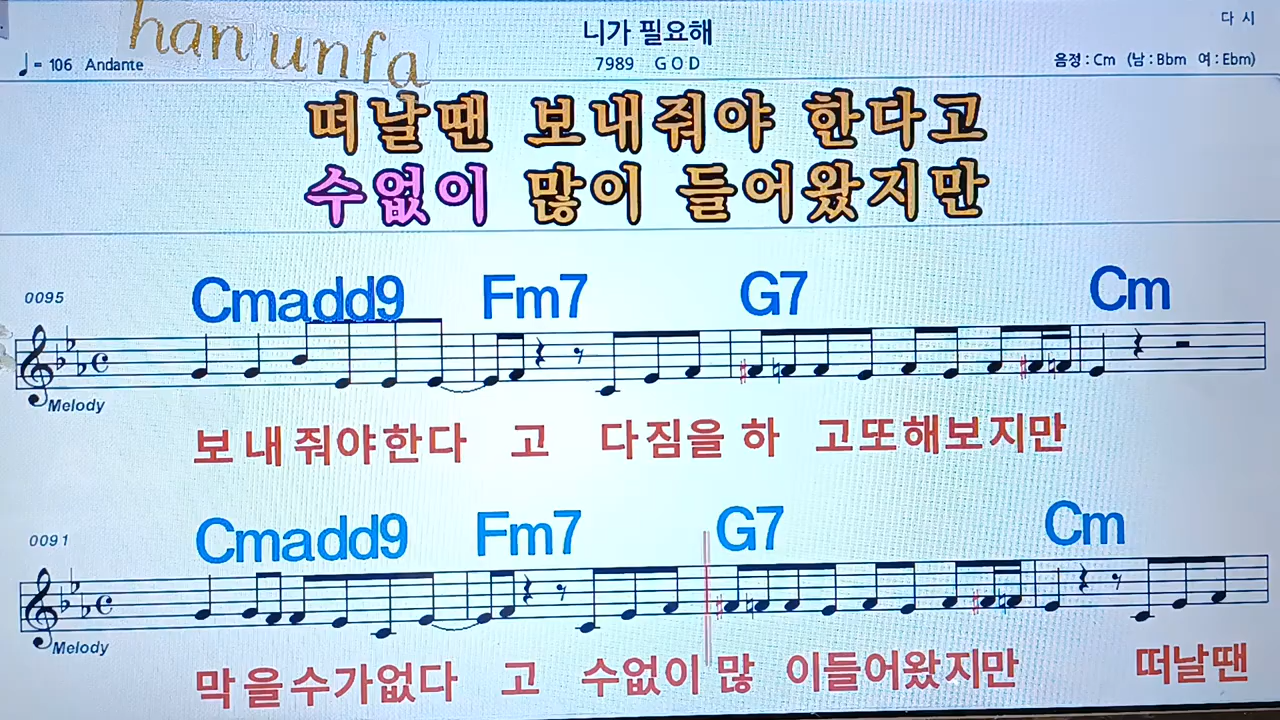 han unfa
니가 필요해
다시
♩= 106 Andante
7989 GOD
음정 : Cm (남 : Bbm 여 : Ebm)
떠날땐 보내줘야 한다고
수없이 많이 들어왔지만
0095
Cmadd9 Fm7 G7 Cm
Melody
보내줘야한다 고 다짐을 하 고또해보지만
0091
Cmadd9 Fm7 G7 Cm
Melody
막을수가없다 고 수없이 많 이들어왔지만 떠날땐